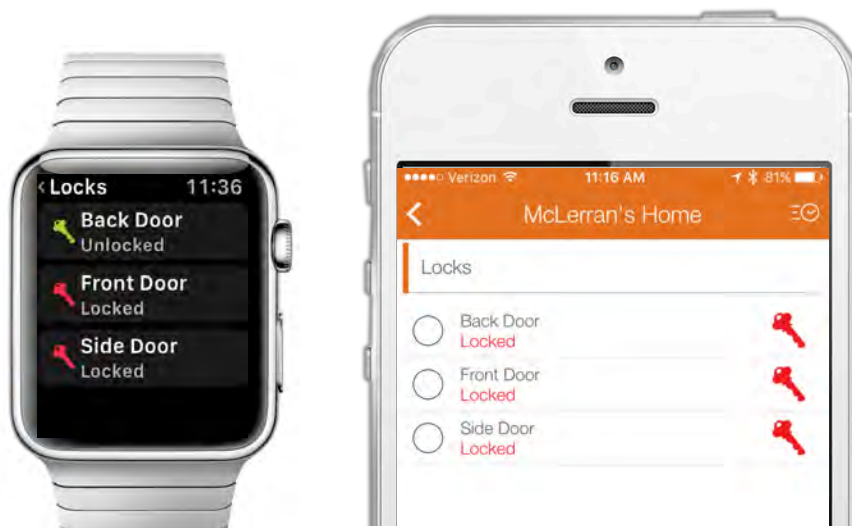 Locks 11:36
Back Door
Unlocked
Front Door
Locked
Side Door
Locked
Verizon 11:16 AM 81%
McLerran's Home
Locks
Back Door
Locked
Front Door
Locked
Side Door
Locked